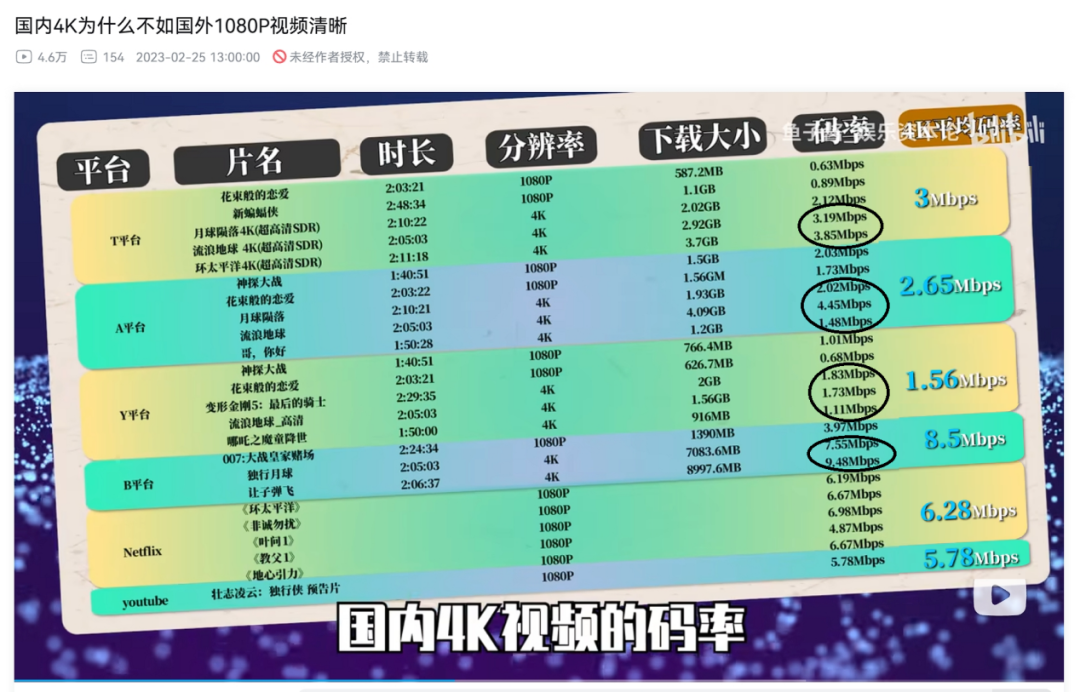 国内4K为什么不如国外1080P视频清晰
4.6万 154 2023-02-25 13:00:00 未经作者授权，禁止转载
平台 片名 时长 分辨率 下载大小 码率 4K平均码率
bilibili
T平台
花束般的恋爱 2:03:21 1080P 587.2MB 0.63Mbps
新蝙蝠侠 2:48:34 1080P 1.1GB 0.89Mbps
月球陨落4K(超高清SDR) 2:10:22 4K 2.02GB 2.12Mbps
流浪地球 4K(超高清SDR) 2:05:03 4K 2.92GB 3.19Mbps
环太平洋4K(超高清SDR) 2:11:18 4K 3.7GB 3.85Mbps
3Mbps
A平台
神探大战 1:40:51 1080P 1.5GB 2.03Mbps
花束般的恋爱 2:03:22 1080P 1.56GM 1.73Mbps
月球陨落 2:10:21 4K 1.93GB 2.02Mbps
流浪地球 2:05:03 4K 4.09GB 4.45Mbps
哥，你好 1:50:28 4K 1.2GB 1.48Mbps
2.65Mbps
Y平台
神探大战 1:40:51 1080P 766.4MB 1.01Mbps
花束般的恋爱 2:03:21 1080P 626.7MB 0.68Mbps
变形金刚5：最后的骑士 2:29:35 4K 2GB 1.83Mbps
流浪地球_高清 2:05:03 4K 1.56GB 1.73Mbps
哪吒之魔童降世 1:50:00 4K 916MB 1.11Mbps
1.56Mbps
B平台
007:大战皇家赌场 2:24:34 1080P 1390MB 3.97Mbps
独行月球 2:05:03 4K 7083.6MB 7.55Mbps
让子弹飞 2:06:37 4K 8997.6MB 9.48Mbps
8.5Mbps
Netflix
《环太平洋》 1080P 6.19Mbps
《非诚勿扰》 1080P 6.67Mbps
《叶问1》 1080P 6.98Mbps
《教父1》 1080P 4.87Mbps
《地心引力》 1080P 6.67Mbps
6.28Mbps
youtube 壮志凌云：独行侠 预告片 1080P 5.78Mbps 5.78Mbps
国内4K视频的码率